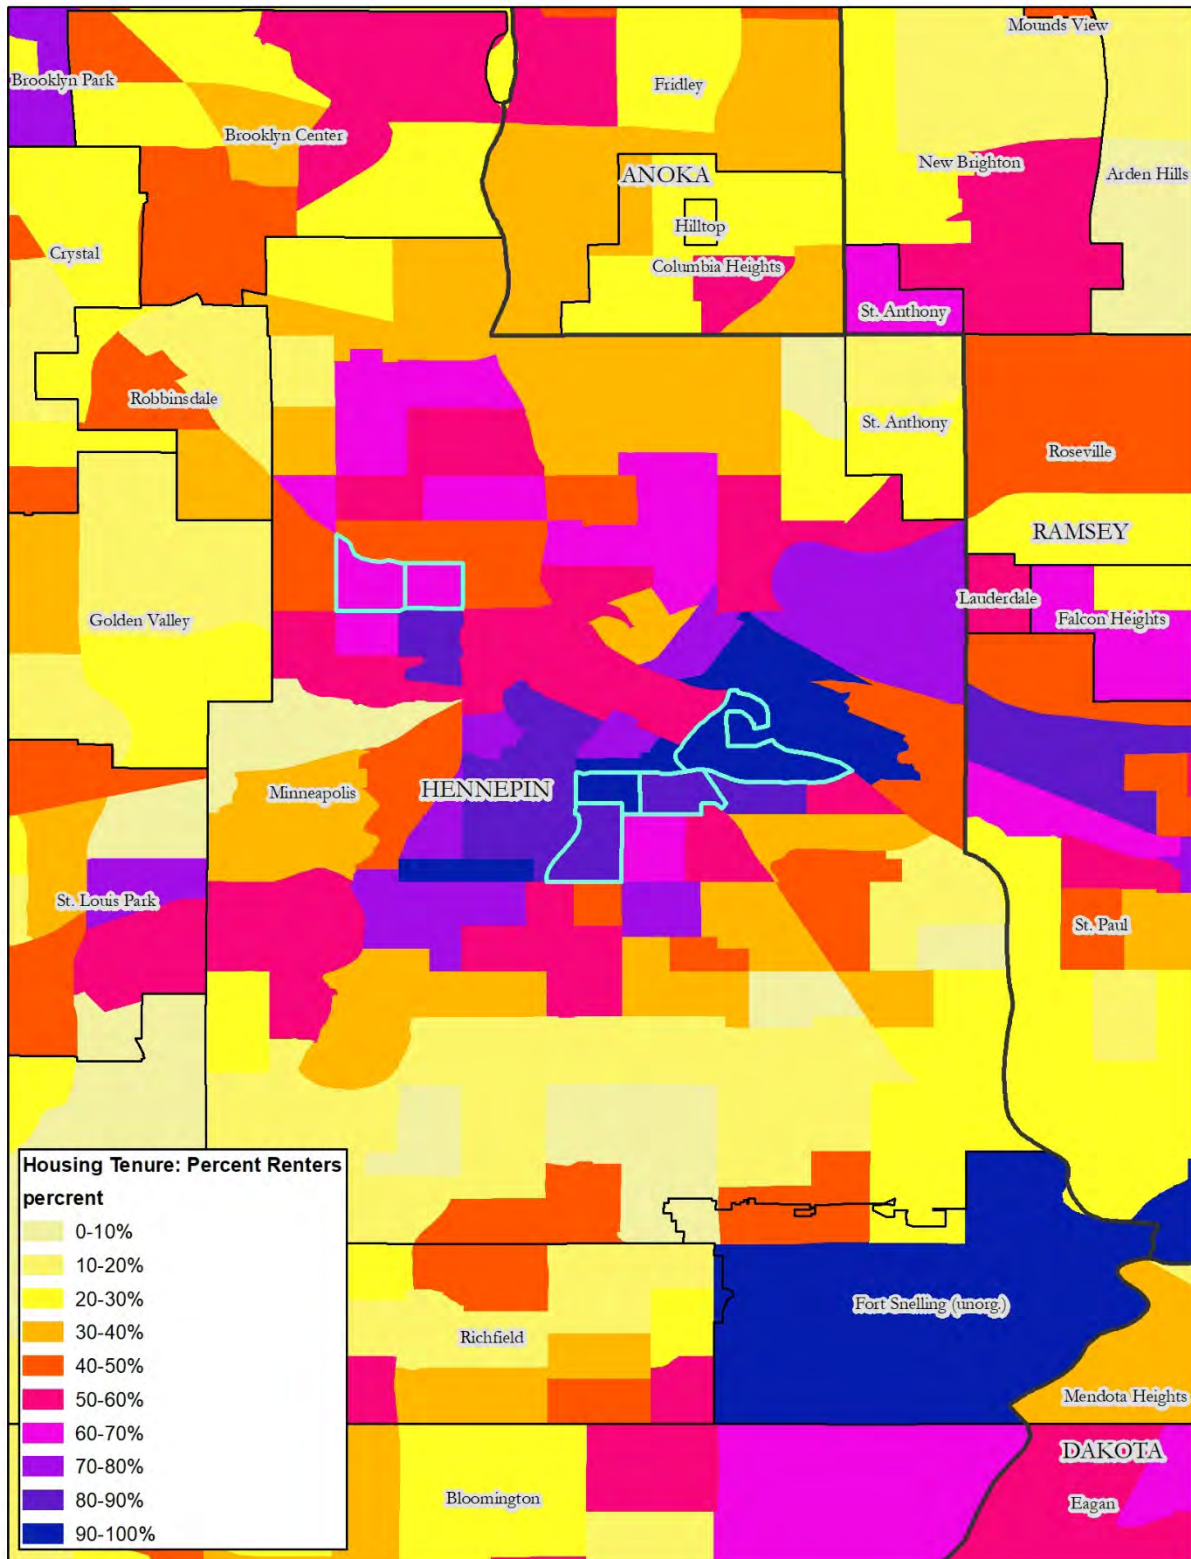 Mounds View
Brooklyn Park
Fridley
Brooklyn Center
New Brighton
ANOKA
Arden Hills
Hilltop
Crystal
Columbia Heights
St. Anthony
Robbinsdale
St. Anthony
Roseville
RAMSEY
Lauderdale
Golden Valley
Falcon Heights
Minneapolis
HENNEPIN
St. Louis Park
St. Paul
Housing Tenure: Percent Renters
percrent
0-10%
10-20%
20-30%
30-40%
40-50%
50-60%
60-70%
70-80%
80-90%
90-100%
Fort Snelling (unorg.)
Richfield
Mendota Heights
DAKOTA
Bloomington
Eagan